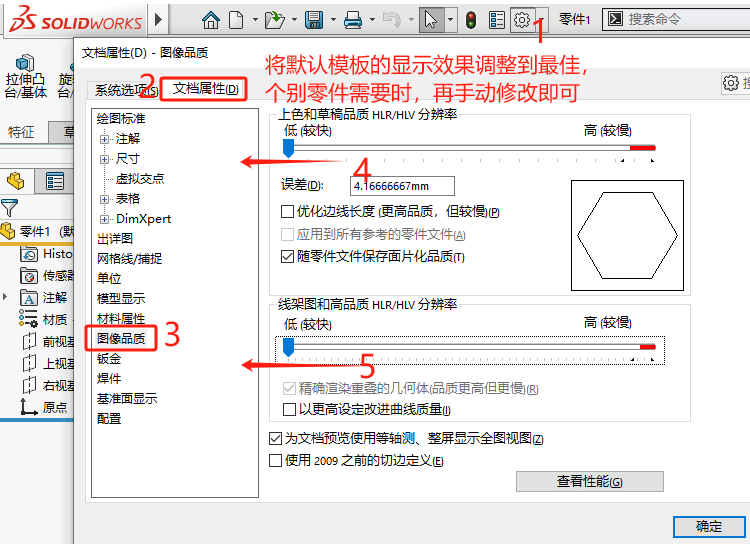 SOLIDWORKS
零件1
搜索命令
1
文档属性(D) - 图像品质
将默认模板的显示效果调整到最佳，
个别零件需要时，再手动修改即可
拉伸凸
台/基体
旋
台/
特征
草
系统选项(S)
2
文档属性(D)
搜
绘图标准
注解
尺寸
虚拟交点
表格
DimXpert
出详图
网格线/捕捉
单位
模型显示
材料属性
图像品质
3
钣金
焊件
基准面显示
配置
上色和草稿品质 HLR/HLV 分辨率
低 (较快)
高 (较慢)
4
误差(D):
4.16666667mm
优化边线长度 (更高品质，但较慢)(P)
应用到所有参考的零件文件(A)
随零件文件保存面片化品质(T)
线架图和高品质 HLR/HLV 分辨率
低 (较快)
高 (较慢)
5
精确渲染重叠的几何体(品质更高但更慢)(R)
以更高设定改进曲线质量(I)
为文档预览使用等轴测、整屏显示全图视图(Z)
使用 2009 之前的切边定义(E)
查看性能(G)
确定
零件1 (默
Histo
传感器
注解
材质
前视基
上视基
右视基
原点